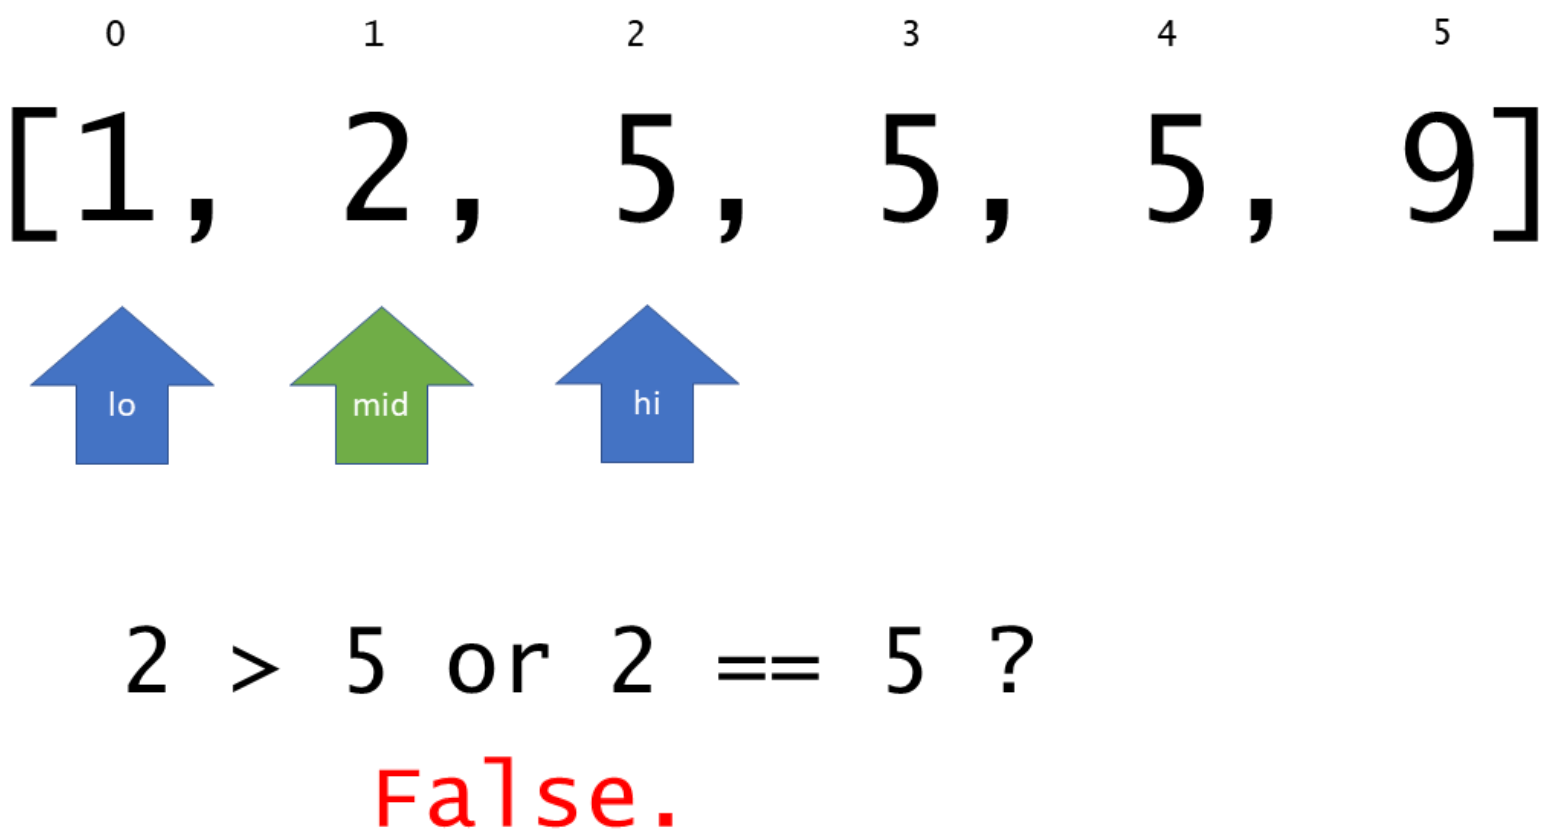 0 1 2 3 4 5
[1, 2, 5, 5, 5, 9]
lo mid hi
2 > 5 or 2 == 5 ?
False.